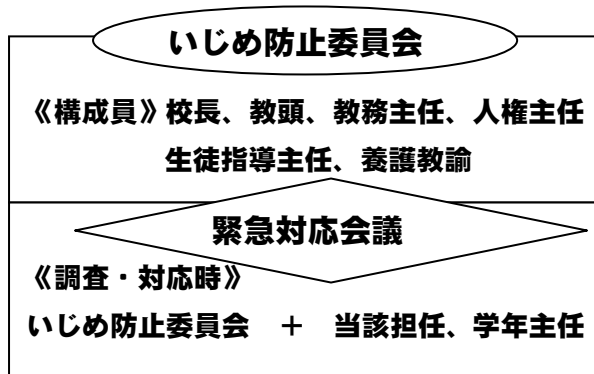 いじめ防止委員会
《構成員》校長、教頭、教務主任、人権主任
生徒指導主任、養護教諭
緊急対応会議
《調査・対応時》
いじめ防止委員会　＋　当該担任、学年主任